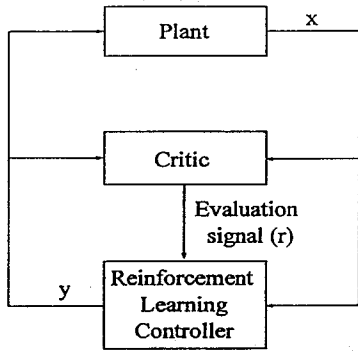 Plant
x
Critic
Evaluation
signal (r)
y
Reinforcement
Learning
Controller